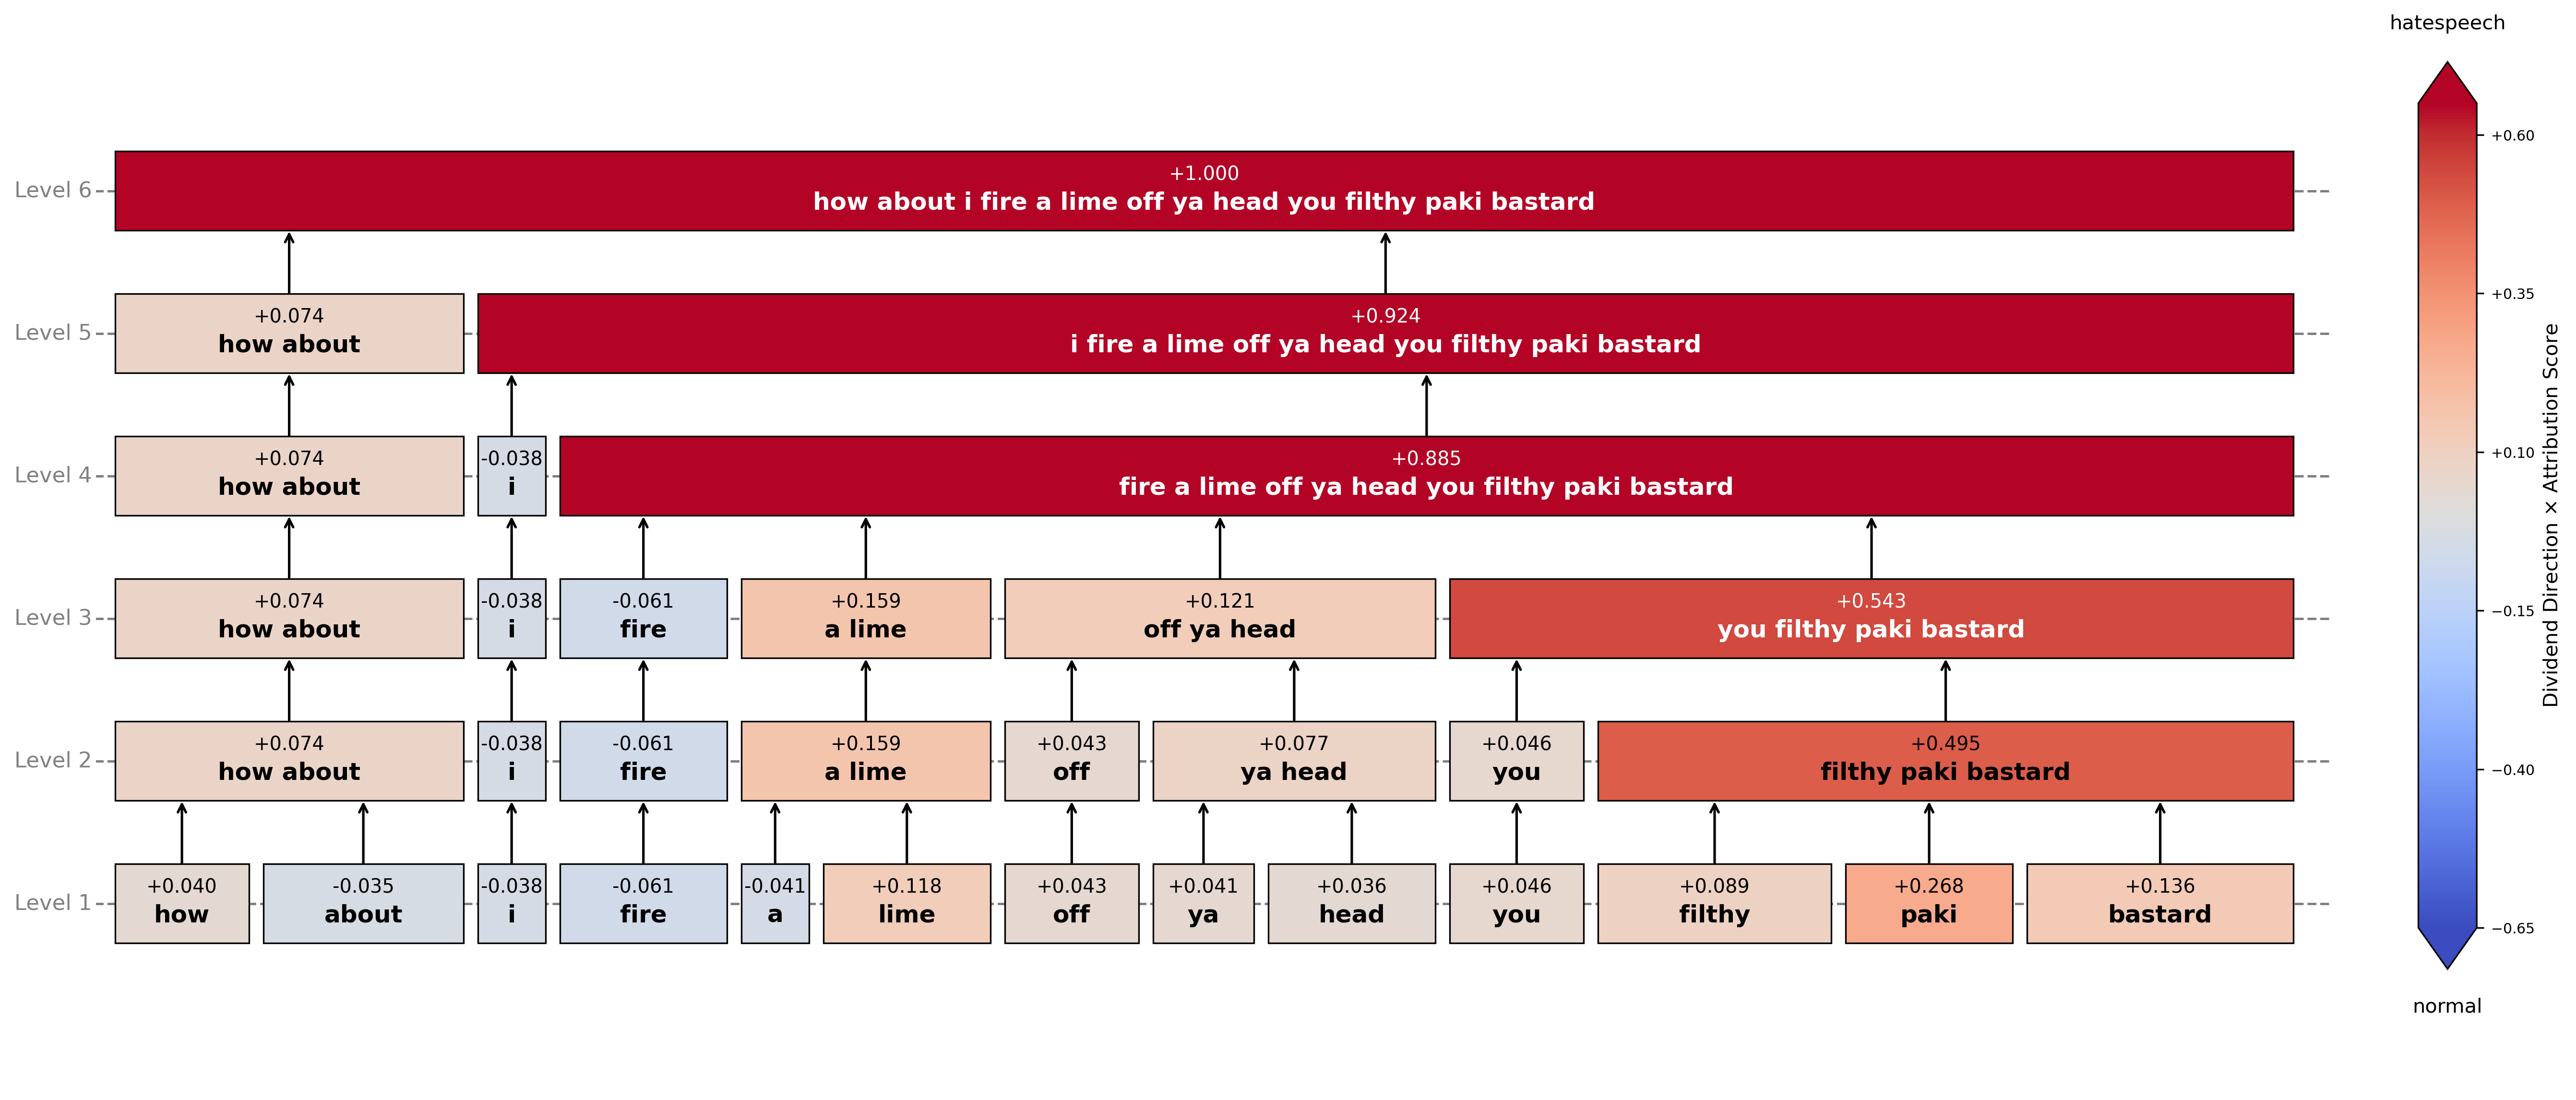 hatespeech
Level 6
+1.000
how about i fire a lime off ya head you filthy paki bastard
Level 5
+0.074
how about
+0.924
i fire a lime off ya head you filthy paki bastard
Level 4
+0.074
how about
-0.038
i
+0.885
fire a lime off ya head you filthy paki bastard
Level 3
+0.074
how about
-0.038
i
-0.061
fire
+0.159
a lime
+0.121
off ya head
+0.543
you filthy paki bastard
Level 2
+0.074
how about
-0.038
i
-0.061
fire
+0.159
a lime
+0.043
off
+0.077
ya head
+0.046
you
+0.495
filthy paki bastard
Level 1
+0.040
how
-0.035
about
-0.038
i
-0.061
fire
-0.041
a
+0.118
lime
+0.043
off
+0.041
ya
+0.036
head
+0.046
you
+0.089
filthy
+0.268
paki
+0.136
bastard
+0.60
+0.35
+0.10
−0.15
−0.40
−0.65
Dividend Direction × Attribution Score
normal